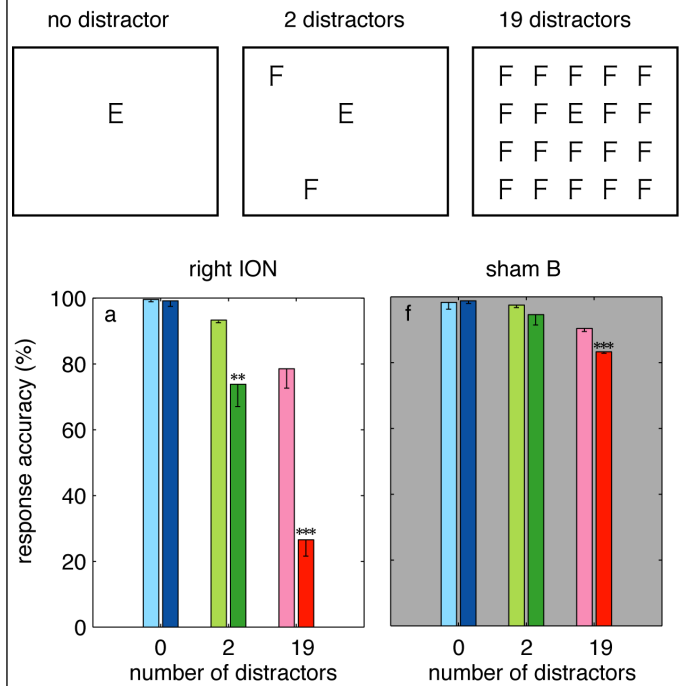 no distractor
2 distractors
19 distractors
E
F
E
F
F F F F F
F F E F F
F F F F F
F F F F F
right ION
sham B
response accuracy (%)
100
80
60
40
20
0
a
**
***
0 2 19
number of distractors
f
***
0 2 19
number of distractors